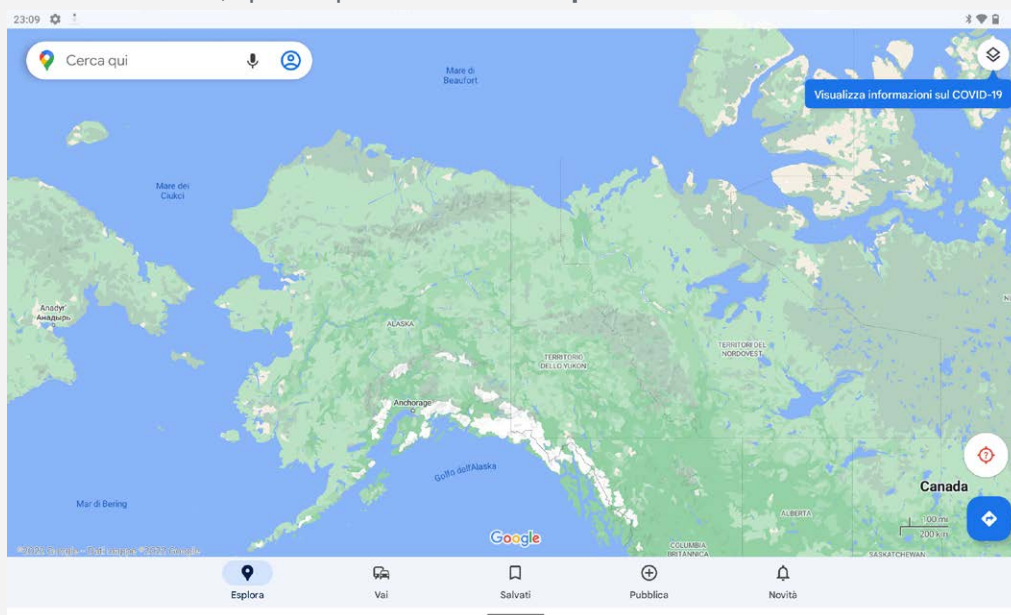 23:09
Cerca qui
Mare di
Beaufort
Visualizza informazioni sul COVID-19
Mare dei
Ciukci
Anadyr'
Анадырь
ALASKA
TERRITORI DEL
NORDOVEST
TERRITORIO
DELLO YUKON
Anchorage
Golfo dell'Alaska
Canada
Mar di Bering
ALBERTA
100 mi
200 km
Google
COLUMBIA
BRITANNICA
SASKATCHEWAN
Esplora
Vai
Salvati
Pubblica
Novità